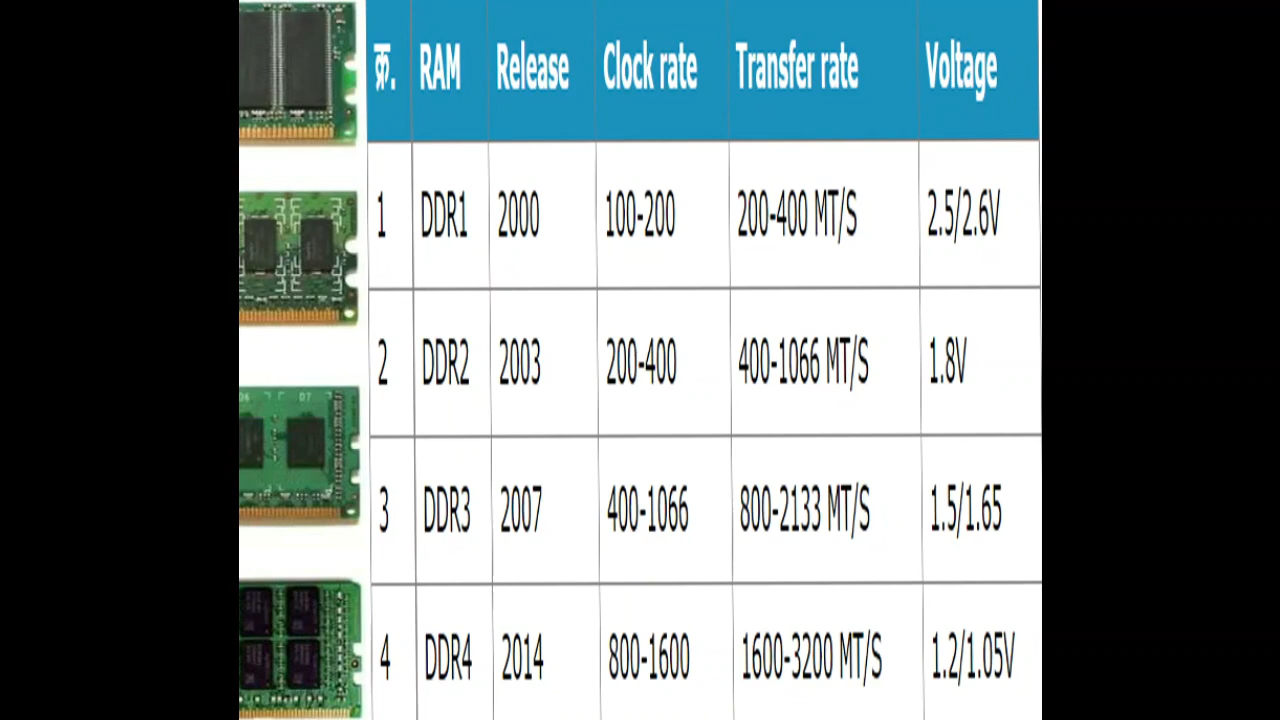 क्र. RAM Release Clock rate Transfer rate Voltage
1 DDR1 2000 100-200 200-400 MT/S 2.5/2.6V
2 DDR2 2003 200-400 400-1066 MT/S 1.8V
D6 D7
3 DDR3 2007 400-1066 800-2133 MT/S 1.5/1.65
4 DDR4 2014 800-1600 1600-3200 MT/S 1.2/1.05V